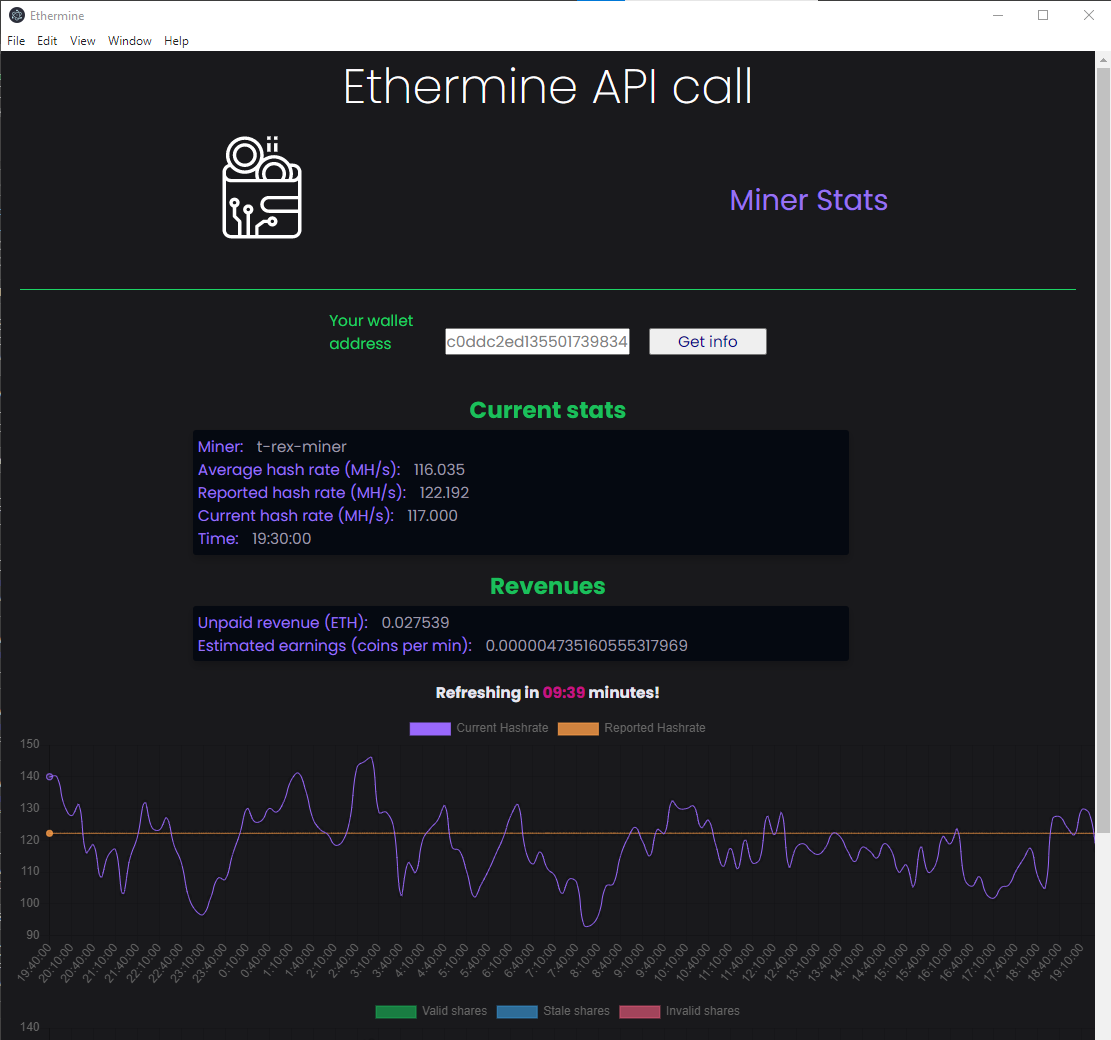 Ethermine
File Edit View Window Help
Ethermine API call
Miner Stats
Your wallet
address
c0ddc2ed135501739834
Get info
Current stats
Miner: t-rex-miner
Average hash rate (MH/s): 116.035
Reported hash rate (MH/s): 122.192
Current hash rate (MH/s): 117.000
Time: 19:30:00
Revenues
Unpaid revenue (ETH): 0.027539
Estimated earnings (coins per min): 0.000004735160555317969
Refreshing in 09:39 minutes!
Current Hashrate Reported Hashrate
150
140
130
120
110
100
90
19:40:00 20:10:00 20:40:00 21:10:00 21:40:00 22:10:00 22:40:00 23:10:00 23:40:00 0:10:00 0:40:00 1:10:00 1:40:00 2:10:00 2:40:00 3:10:00 3:40:00 4:10:00 4:40:00 5:10:00 5:40:00 6:10:00 6:40:00 7:10:00 7:40:00 8:10:00 8:40:00 9:10:00 9:40:00 10:10:00 10:40:00 11:10:00 11:40:00 12:10:00 12:40:00 13:10:00 13:40:00 14:10:00 14:40:00 15:10:00 15:40:00 16:10:00 16:40:00 17:10:00 17:40:00 18:10:00 18:40:00 19:10:00
Valid shares Stale shares Invalid shares
140